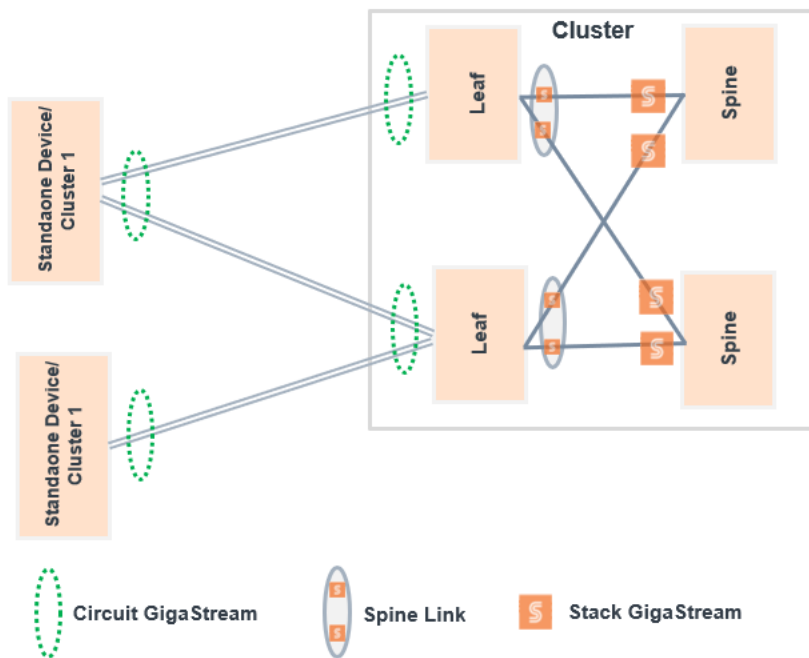 Cluster
Leaf
Spine
Standaone Device/
Cluster 1
Leaf
Spine
Standaone Device/
Cluster 1
Circuit GigaStream
Spine Link
Stack GigaStream